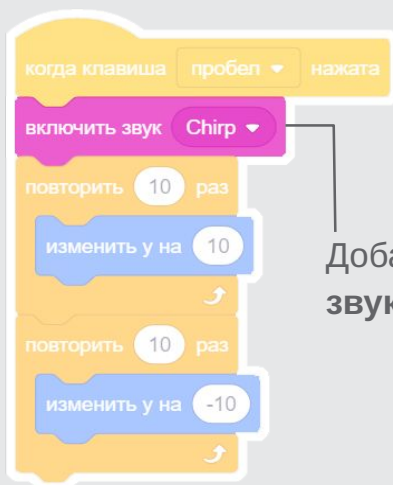 когда клавиша пробел нажата
включить звук Chirp
повторить 10 раз
изменить у на 10
повторить 10 раз
изменить у на -10